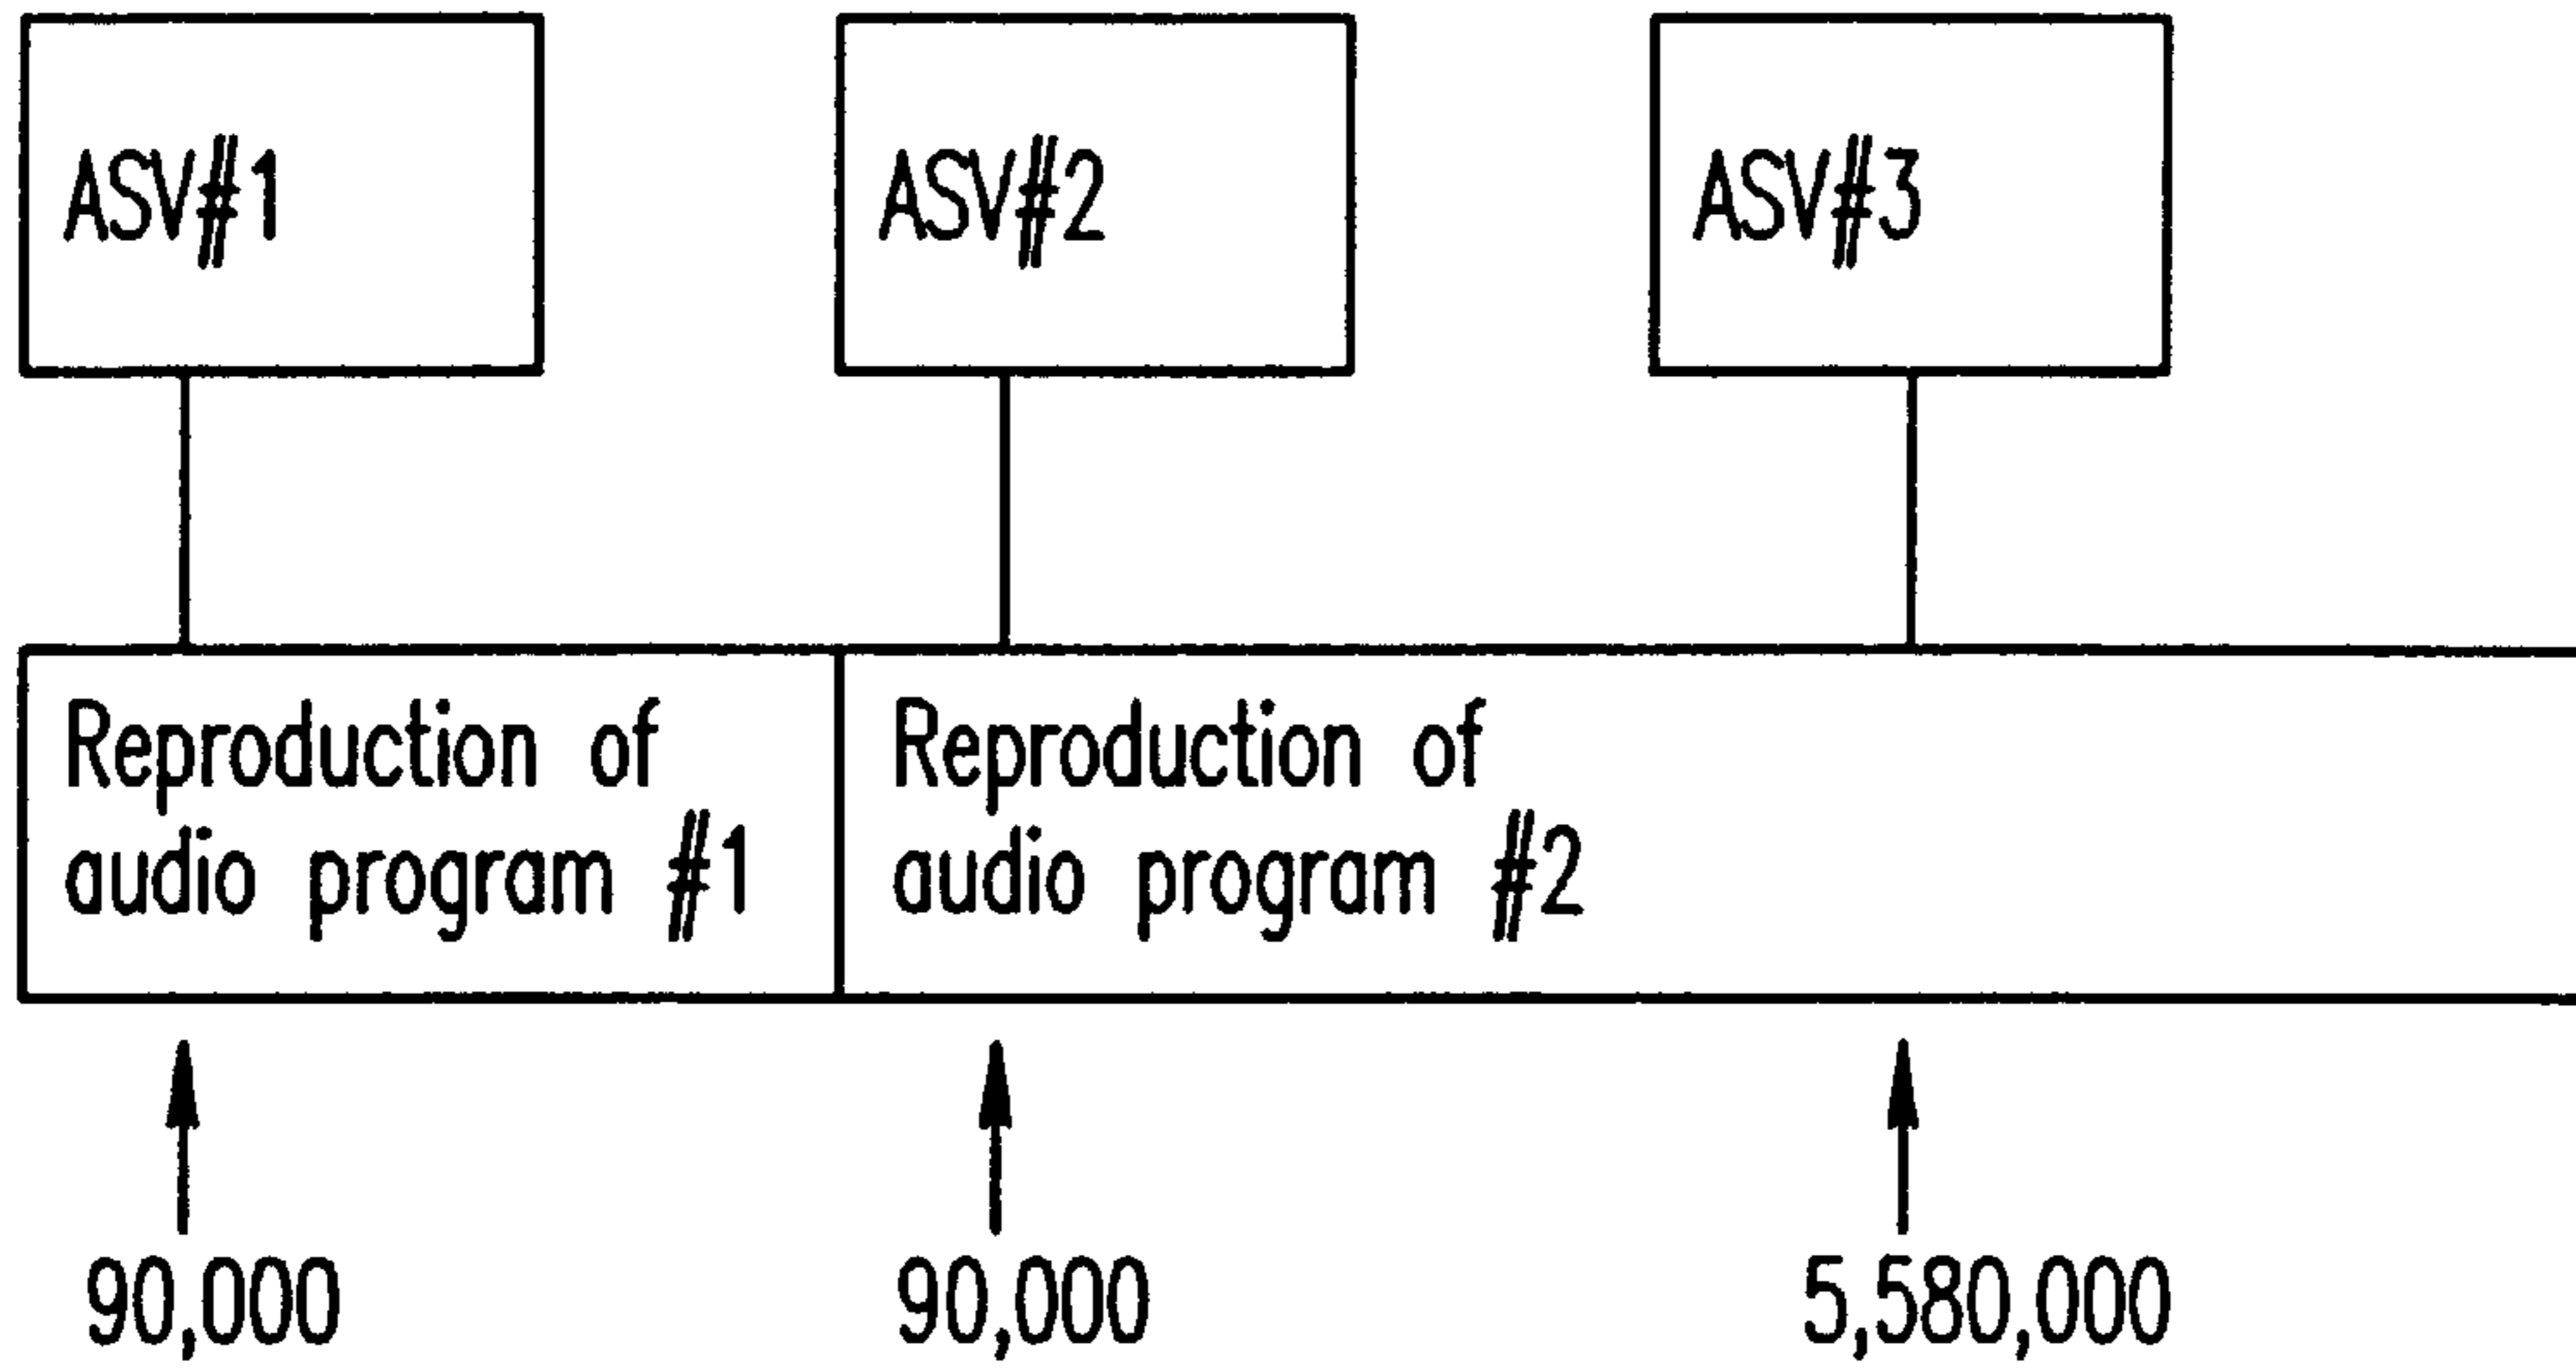 ASV#1
ASV#2
ASV#3
Reproduction of
audio program #1
Reproduction of
audio program #2
90,000
90,000
5,580,000